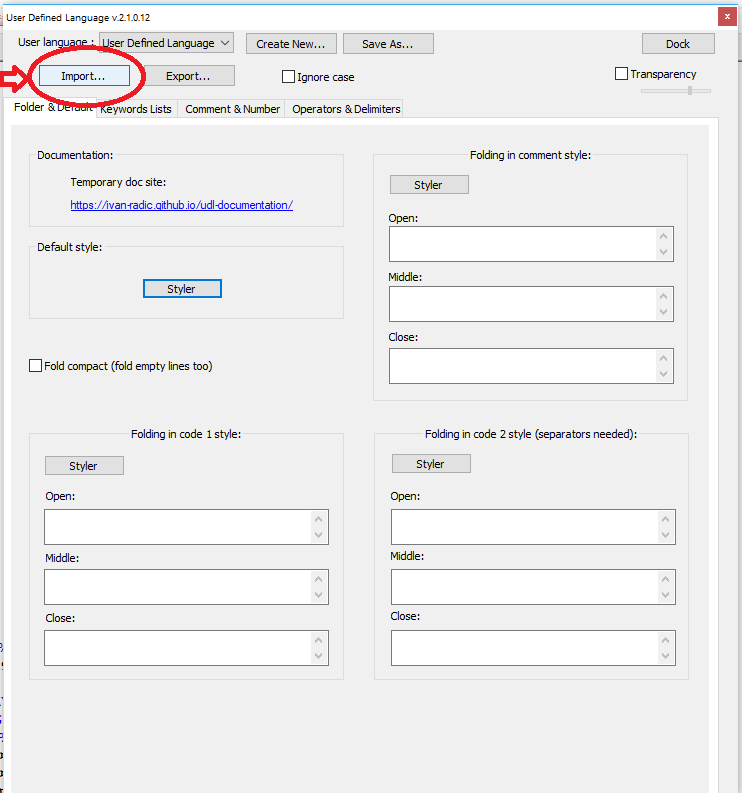 User Defined Language v.2.1.0.12
User language : User Defined Language Create New... Save As... Dock
Import... Export... Ignore case Transparency
Folder & Default Keywords Lists Comment & Number Operators & Delimiters
Documentation:
Temporary doc site:
https://ivan-radic.github.io/udl-documentation/
Default style:
Styler
Fold compact (fold empty lines too)
Folding in comment style:
Styler
Open:
Middle:
Close:
Folding in code 1 style:
Styler
Open:
Middle:
Close:
Folding in code 2 style (separators needed):
Styler
Open:
Middle:
Close: